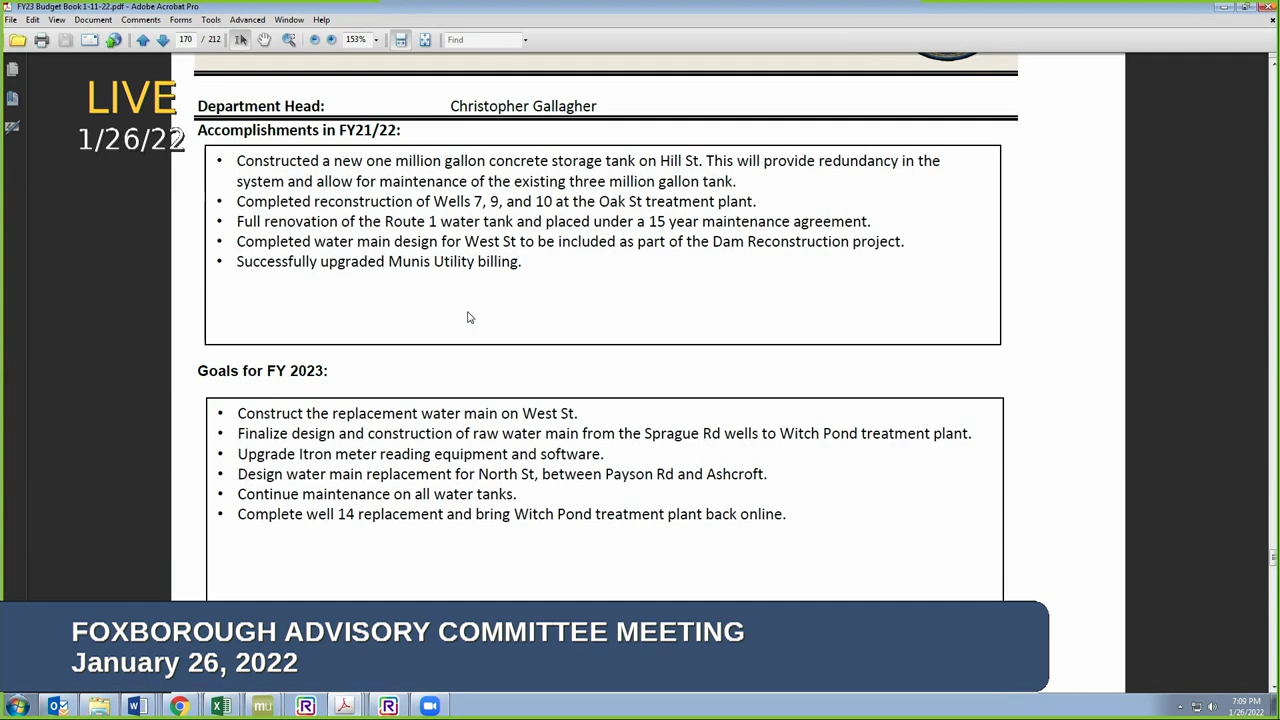 FY23 Budget Book 1-11-22.pdf - Adobe Acrobat Pro
File Edit View Document Comments Forms Tools Advanced Window Help
170 / 212 153% Find
LIVE
1/26/22
Department Head: Christopher Gallagher
Accomplishments in FY21/22:
• Constructed a new one million gallon concrete storage tank on Hill St. This will provide redundancy in the
system and allow for maintenance of the existing three million gallon tank.
• Completed reconstruction of Wells 7, 9, and 10 at the Oak St treatment plant.
• Full renovation of the Route 1 water tank and placed under a 15 year maintenance agreement.
• Completed water main design for West St to be included as part of the Dam Reconstruction project.
• Successfully upgraded Munis Utility billing.
Goals for FY 2023:
• Construct the replacement water main on West St.
• Finalize design and construction of raw water main from the Sprague Rd wells to Witch Pond treatment plant.
• Upgrade Itron meter reading equipment and software.
• Design water main replacement for North St, between Payson Rd and Ashcroft.
• Continue maintenance on all water tanks.
• Complete well 14 replacement and bring Witch Pond treatment plant back online.
FOXBOROUGH ADVISORY COMMITTEE MEETING
January 26, 2022
mu
7:09 PM
1/26/2022